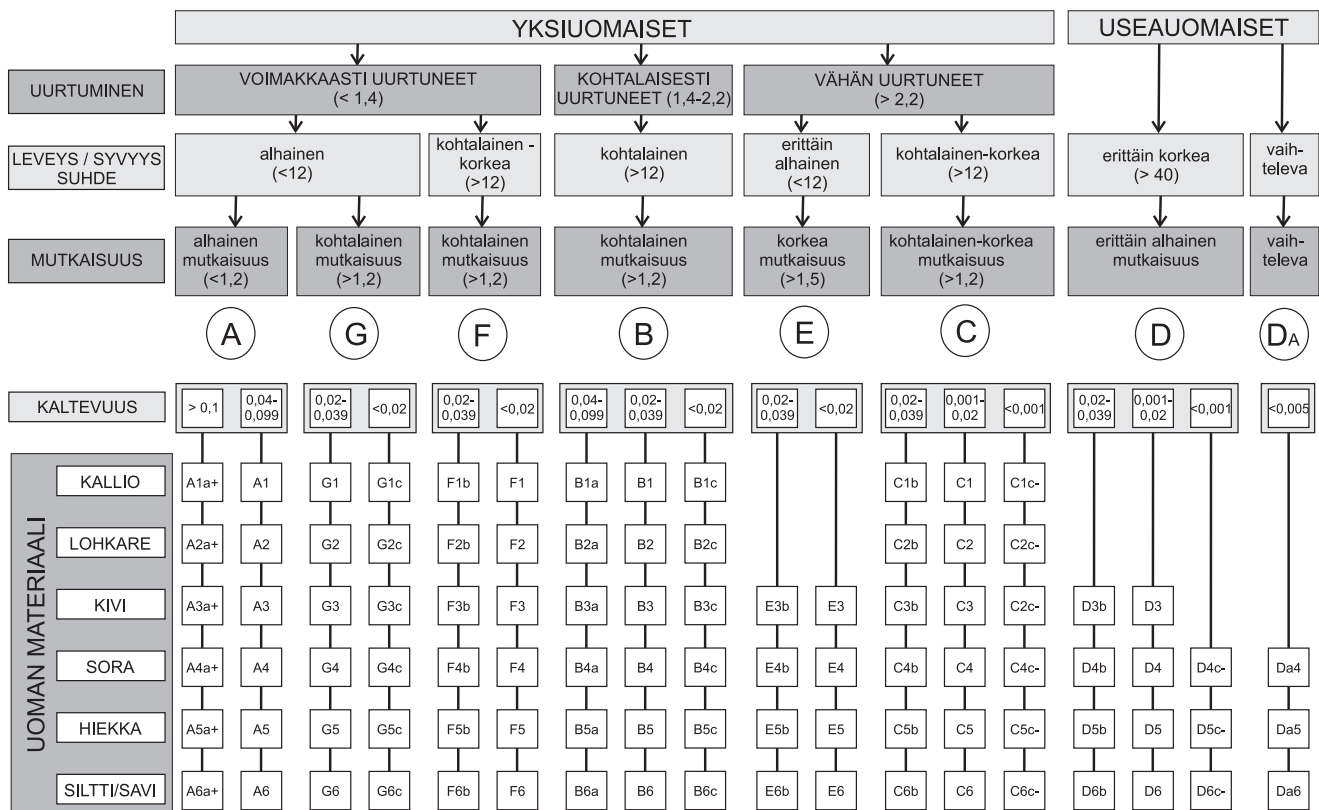 YKSIUOMAISET
USEAUOMAISET
UURTUMINEN
VOIMAKKAASTI UURTUNEET
(< 1,4)
KOHTALAISESTI
UURTUNEET (1,4-2,2)
VÄHÄN UURTUNEET
(> 2,2)
LEVEYS / SYVYYS
SUHDE
alhainen
(<12)
kohtalainen -
korkea
(>12)
kohtalainen
(>12)
erittäin
alhainen
(<12)
kohtalainen-korkea
(>12)
erittäin korkea
(> 40)
vaih-
televa
MUTKAISUUS
alhainen
mutkaisuus
(<1,2)
kohtalainen
mutkaisuus
(>1,2)
kohtalainen
mutkaisuus
(>1,2)
kohtalainen
mutkaisuus
(>1,2)
korkea
mutkaisuus
(>1,5)
kohtalainen-korkea
mutkaisuus
(>1,2)
erittäin alhainen
mutkaisuus
vaih-
televa
A G F B E C D DA
KALTEVUUS
> 0,1
0,04-
0,099
0,02-
0,039
<0,02
0,02-
0,039
<0,02
0,04-
0,099
0,02-
0,039
<0,02
0,02-
0,039
<0,02
0,02-
0,039
0,001-
0,02
<0,001
0,02-
0,039
0,001-
0,02
<0,001
<0,005
UOMAN MATERIAALI
KALLIO A1a+ A1 G1 G1c F1b F1 B1a B1 B1c C1b C1 C1c-
LOHKARE A2a+ A2 G2 G2c F2b F2 B2a B2 B2c C2b C2 C2c-
KIVI A3a+ A3 G3 G3c F3b F3 B3a B3 B3c E3b E3 C3b C3 C2c- D3b D3
SORA A4a+ A4 G4 G4c F4b F4 B4a B4 B4c E4b E4 C4b C4 C4c- D4b D4 D4c- Da4
HIEKKA A5a+ A5 G5 G5c F5b F5 B5a B5 B5c E5b E5 C5b C5 C5c- D5b D5 D5c- Da5
SILTTI/SAVI A6a+ A6 G6 G6c F6b F6 B6a B6 B6c E6b E6 C6b C6 C6c- D6b D6 D6c- Da6